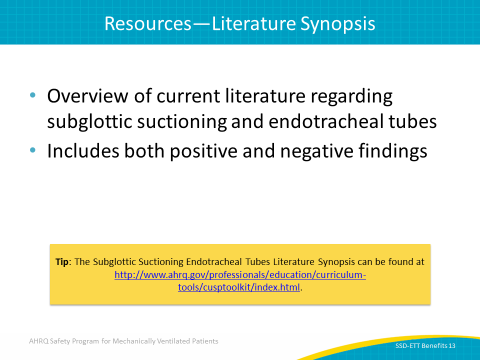 Resources—Literature Synopsis
• Overview of current literature regarding
subglottic suctioning and endotracheal tubes
• Includes both positive and negative findings
Tip: The Subglottic Suctioning Endotracheal Tubes Literature Synopsis can be found at
http://www.ahrq.gov/professionals/education/curriculum-
tools/cusptoolkit/index.html.
AHRQ Safety Program for Mechanically Ventilated Patients
SSD-ETT Benefits 13